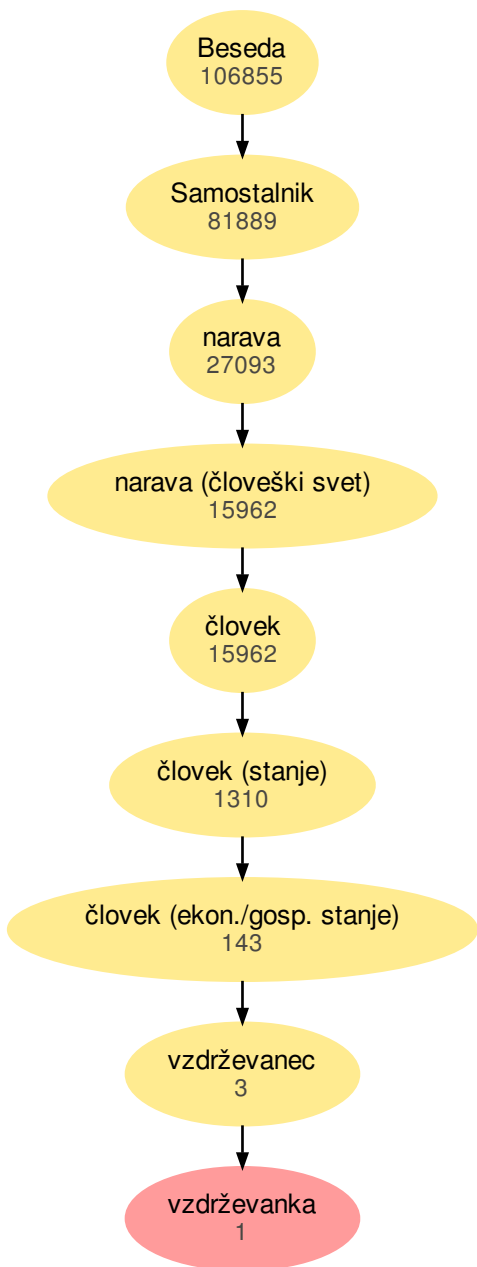 Beseda
106855
Samostalnik
81889
narava
27093
narava (človeški svet)
15962
človek
15962
človek (stanje)
1310
človek (ekon./gosp. stanje)
143
vzdrževanec
3
vzdrževanka
1